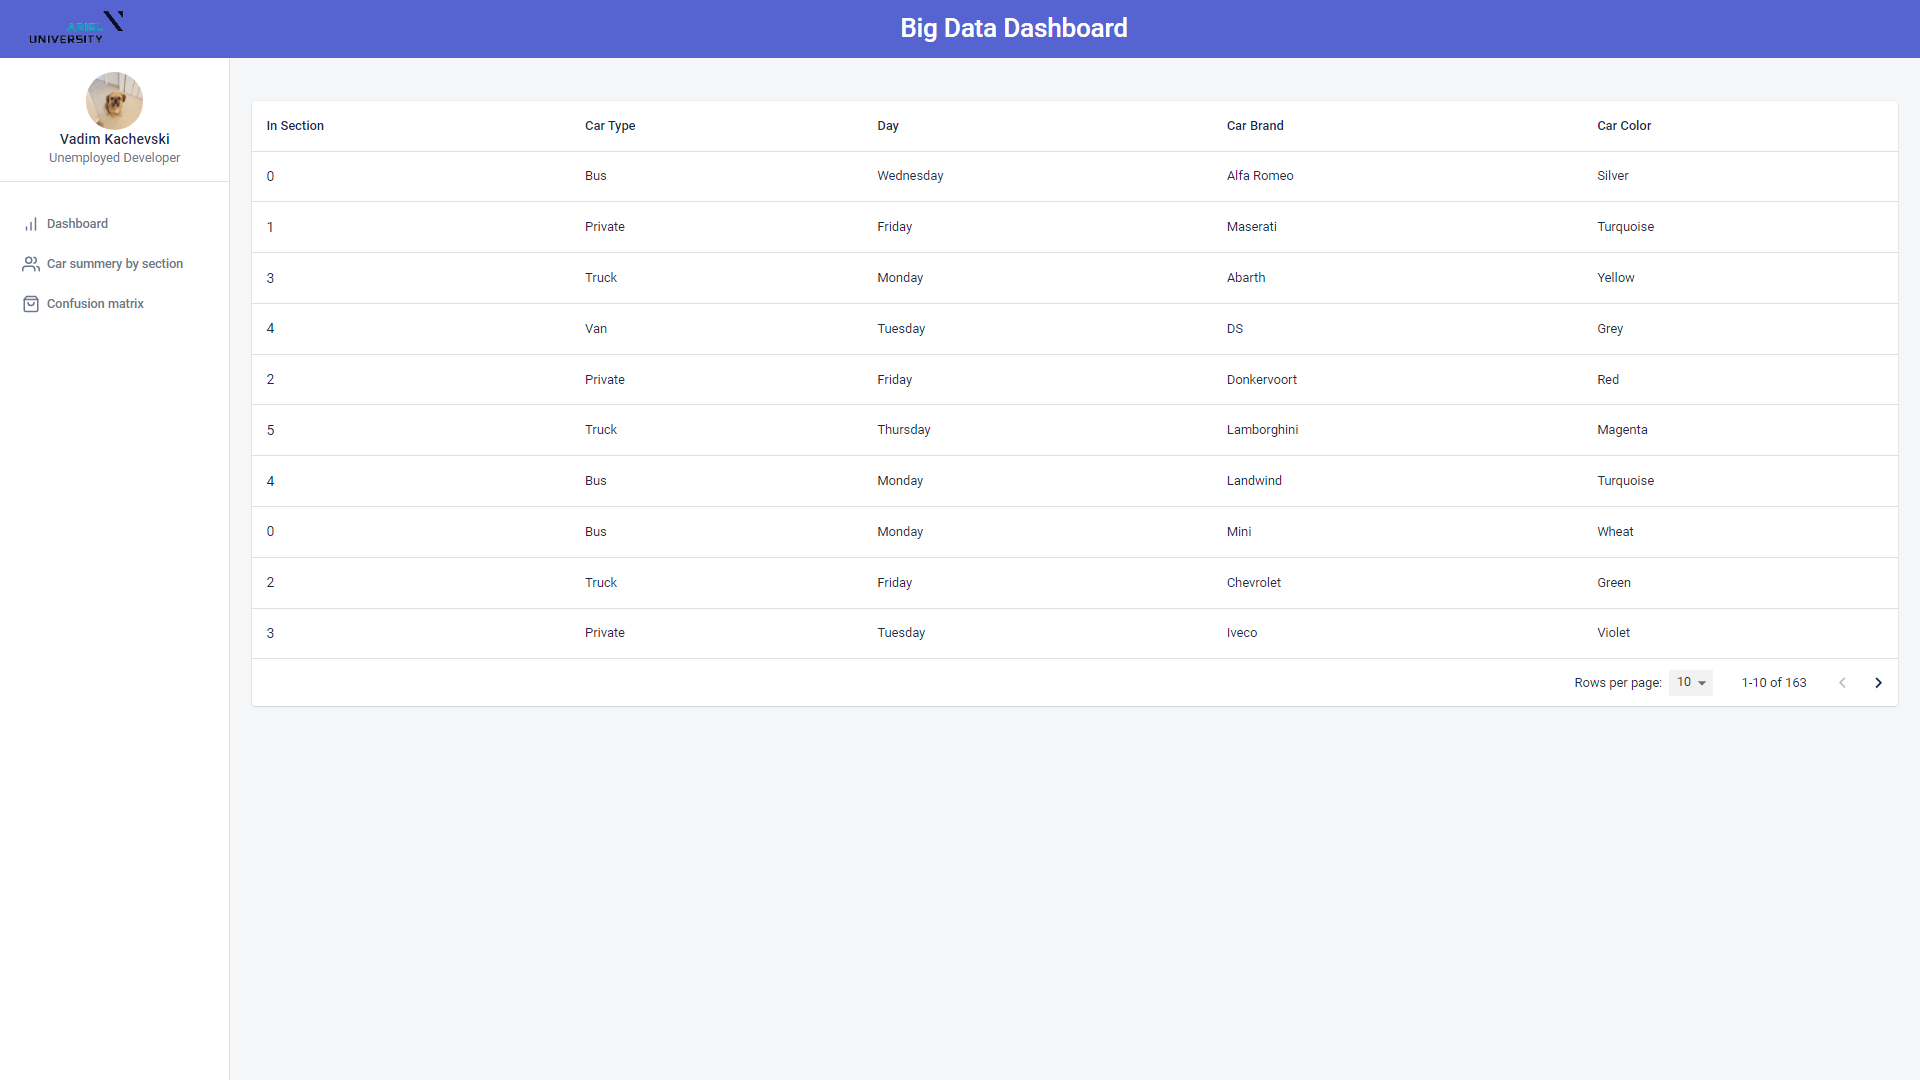 ARIEL
UNIVERSITY
Big Data Dashboard
Vadim Kachevski
Unemployed Developer
Dashboard
Car summery by section
Confusion matrix
In Section Car Type Day Car Brand Car Color
0 Bus Wednesday Alfa Romeo Silver
1 Private Friday Maserati Turquoise
3 Truck Monday Abarth Yellow
4 Van Tuesday DS Grey
2 Private Friday Donkervoort Red
5 Truck Thursday Lamborghini Magenta
4 Bus Monday Landwind Turquoise
0 Bus Monday Mini Wheat
2 Truck Friday Chevrolet Green
3 Private Tuesday Iveco Violet
Rows per page: 10 1-10 of 163